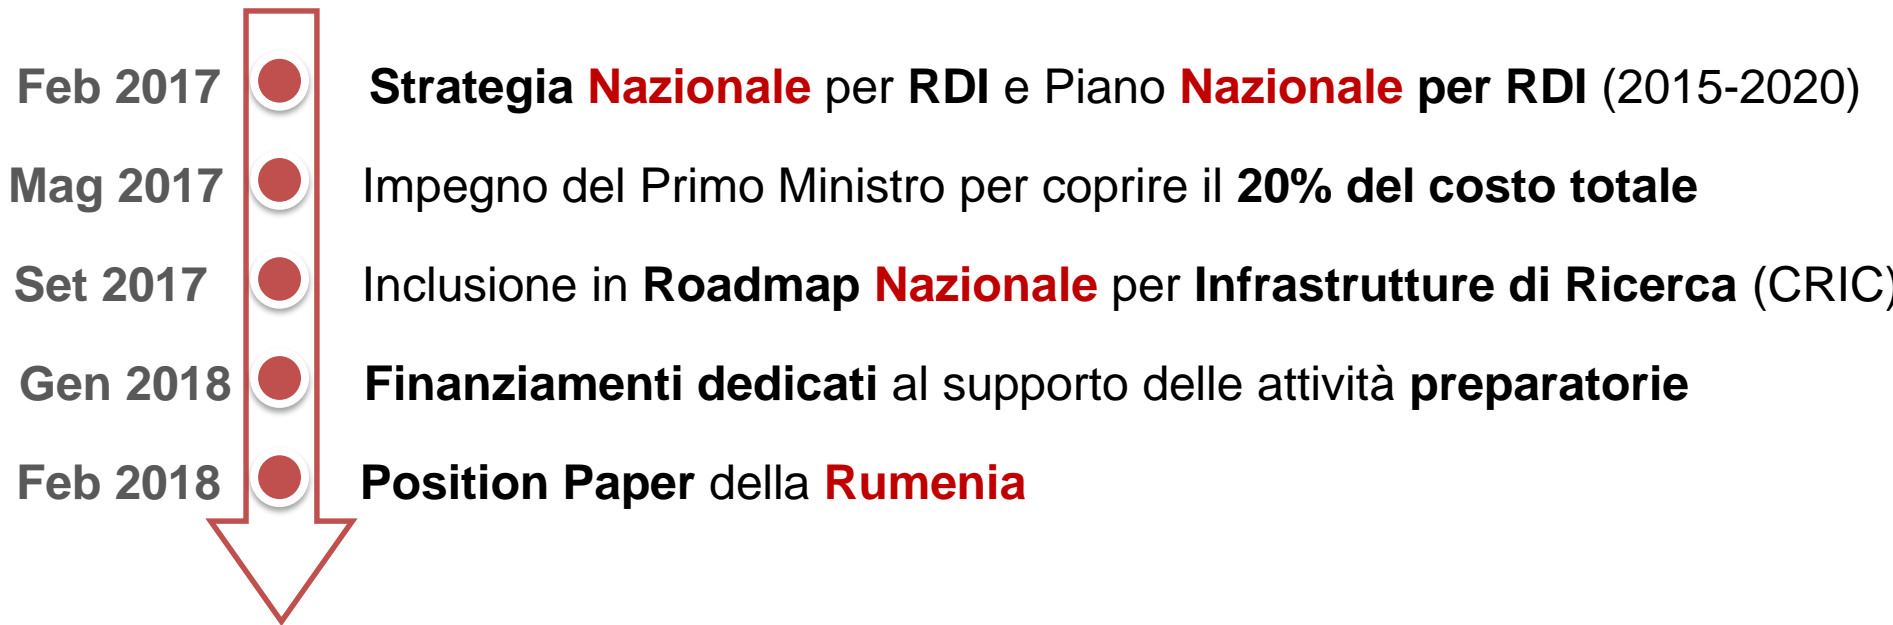 Feb 2017 Strategia Nazionale per RDI e Piano Nazionale per RDI (2015-2020)
Mag 2017 Impegno del Primo Ministro per coprire il 20% del costo totale
Set 2017 Inclusione in Roadmap Nazionale per Infrastrutture di Ricerca (CRIC)
Gen 2018 Finanziamenti dedicati al supporto delle attività preparatorie
Feb 2018 Position Paper della Rumenia